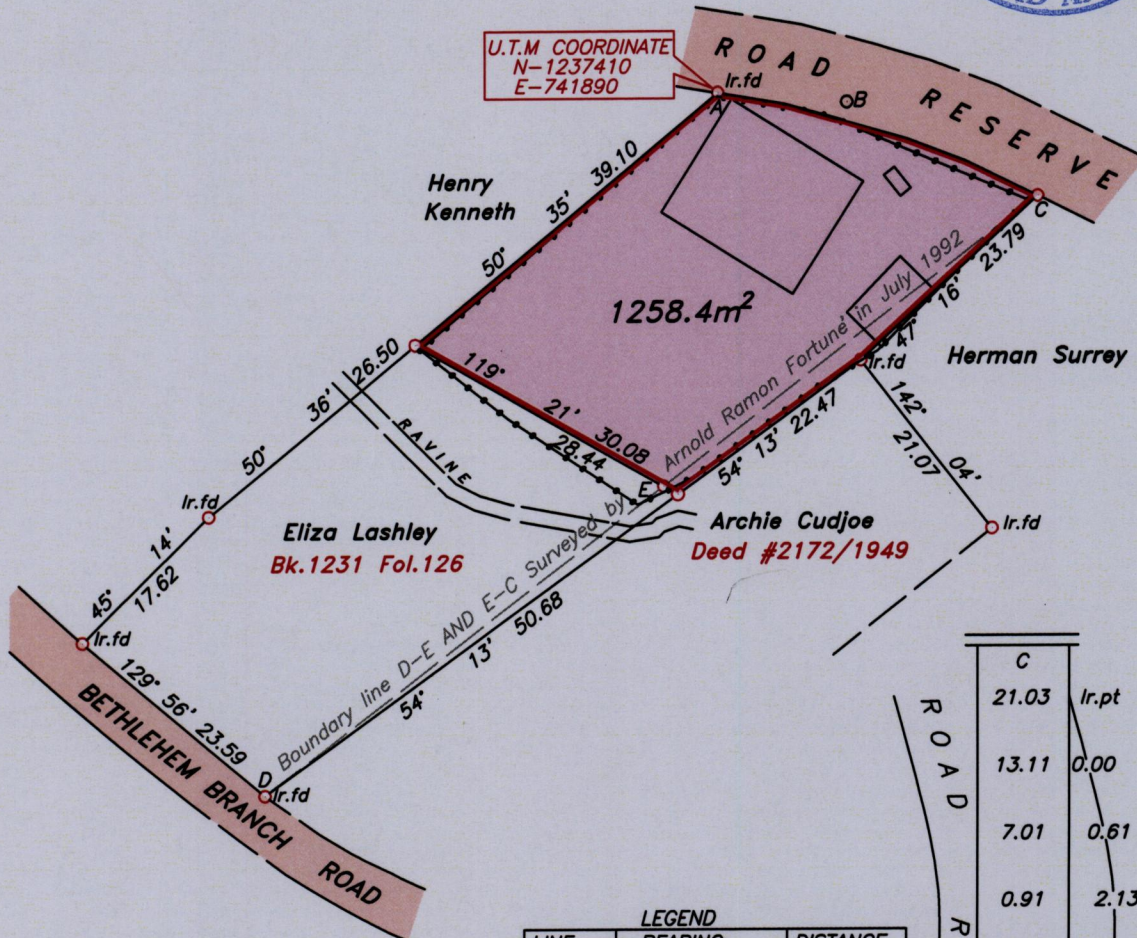 U.T.M COORDINATE
N-1237410
E-741890
ROAD RESERVE
Ir.fd
A
B
C
Henry
Kenneth
50° 35' 39.10
1258.4m²
23.79
16'
47°
Herman Surrey
Ir.fd
119° 21' 30.08
28.44
54° 13' 22.47
142° 04'
21.07
Ir.fd
E
50° 36' 26.50
RAVINE
Ir.fd
Eliza Lashley
Bk.1231 Fol.126
Archie Cudjoe
Deed #2172/1949
Boundary line D-E AND E-C Surveyed by Arnold Ramon Fortune' in July 1992
45° 14'
17.62
Ir.fd
129° 56' 23.59
54° 13' 50.68
D
Ir.fd
BETHLEHEM BRANCH ROAD
ROAD R
C
21.03 Ir.pt
13.11 0.00
7.01 0.61
0.91 2.13
LEGEND
LINE BEARING DISTANCE